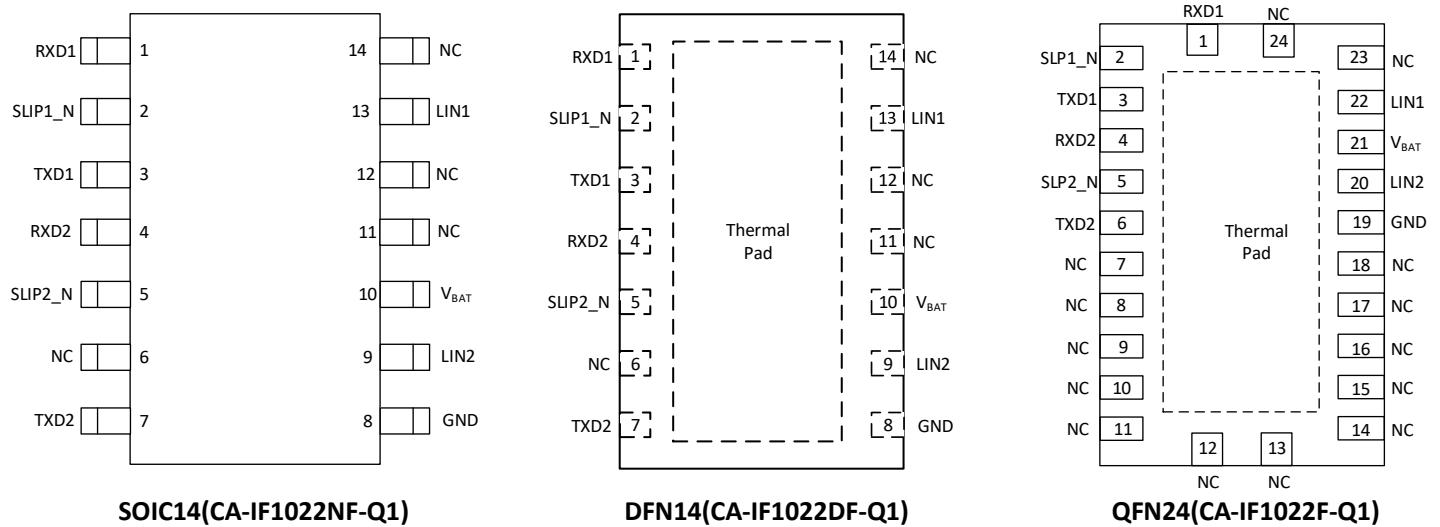 RXD1 1 14 NC
SLIP1_N 2 13 LIN1
TXD1 3 12 NC
RXD2 4 11 NC
SLIP2_N 5 10 VBAT
NC 6 9 LIN2
TXD2 7 8 GND
SOIC14(CA-IF1022NF-Q1)
RXD1 1 14 NC
SLIP1_N 2 13 LIN1
TXD1 3 12 NC
RXD2 4 11 NC
Thermal
Pad
SLIP2_N 5 10 VBAT
NC 6 9 LIN2
TXD2 7 8 GND
DFN14(CA-IF1022DF-Q1)
RXD1 NC
1 24
SLP1_N 2 23 NC
TXD1 3 22 LIN1
RXD2 4 21 VBAT
SLP2_N 5 20 LIN2
TXD2 6 19 GND
Thermal
Pad
NC 7 18 NC
NC 8 17 NC
NC 9 16 NC
NC 10 15 NC
NC 11 14 NC
12 13
NC NC
QFN24(CA-IF1022F-Q1)